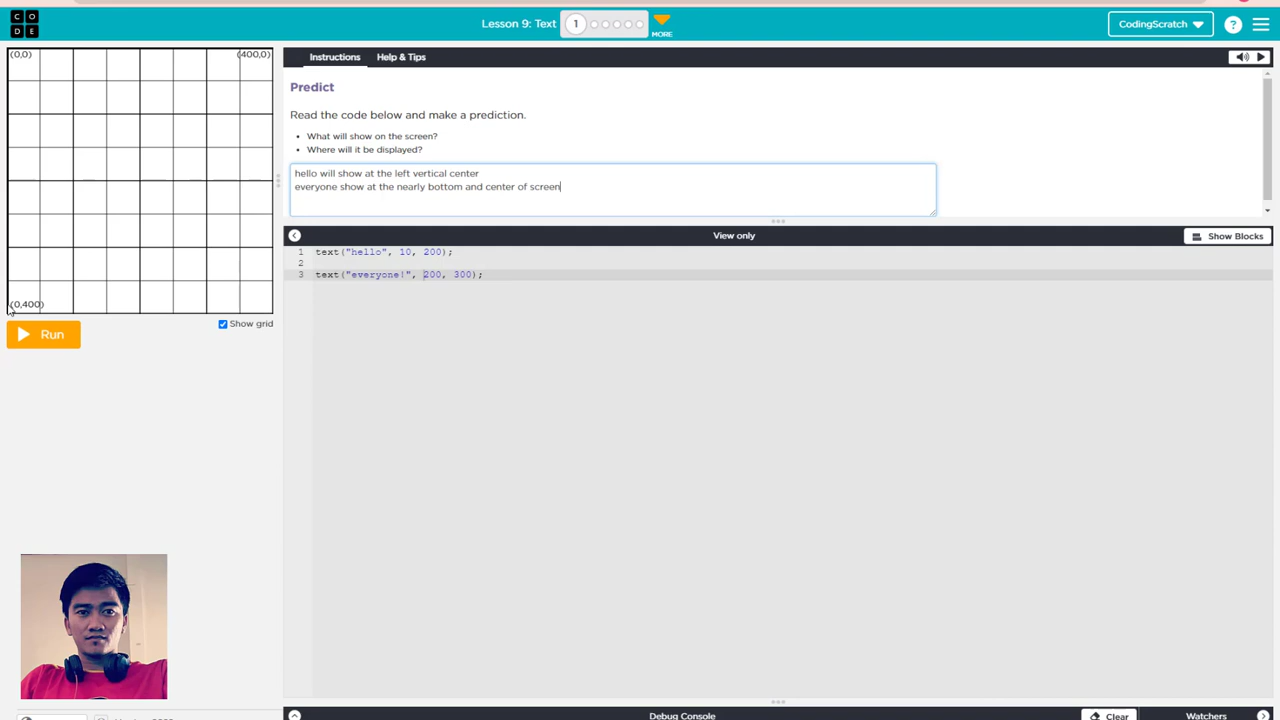 C O
D E
Lesson 9: Text
1
MORE
CodingScratch
?
(0,0)
(400,0)
(0,400)
Run
Show grid
Instructions
Help & Tips
Predict
Read the code below and make a prediction.
• What will show on the screen?
• Where will it be displayed?
hello will show at the left vertical center
everyone show at the nearly bottom and center of screen
View only
Show Blocks
1 text("hello", 10, 200);
2
3 text("everyone!", 200, 300);
Debug Console
Clear
Watchers